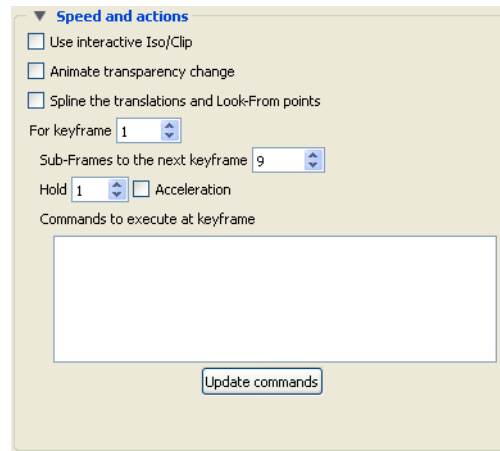 Speed and actions
Use interactive Iso/Clip
Animate transparency change
Spline the translations and Look-From points
For keyframe 1
Sub-Frames to the next keyframe 9
Hold 1 Acceleration
Commands to execute at keyframe
Update commands